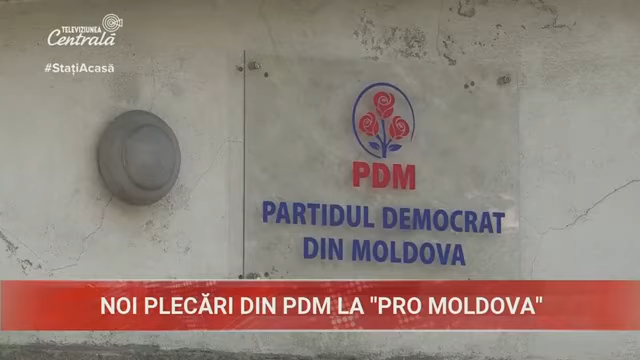 TELEVIZIUNEA
Centrală
#StațiAcasă
PDM
PARTIDUL DEMOCRAT
DIN MOLDOVA
NOI PLECĂRI DIN PDM LA "PRO MOLDOVA"